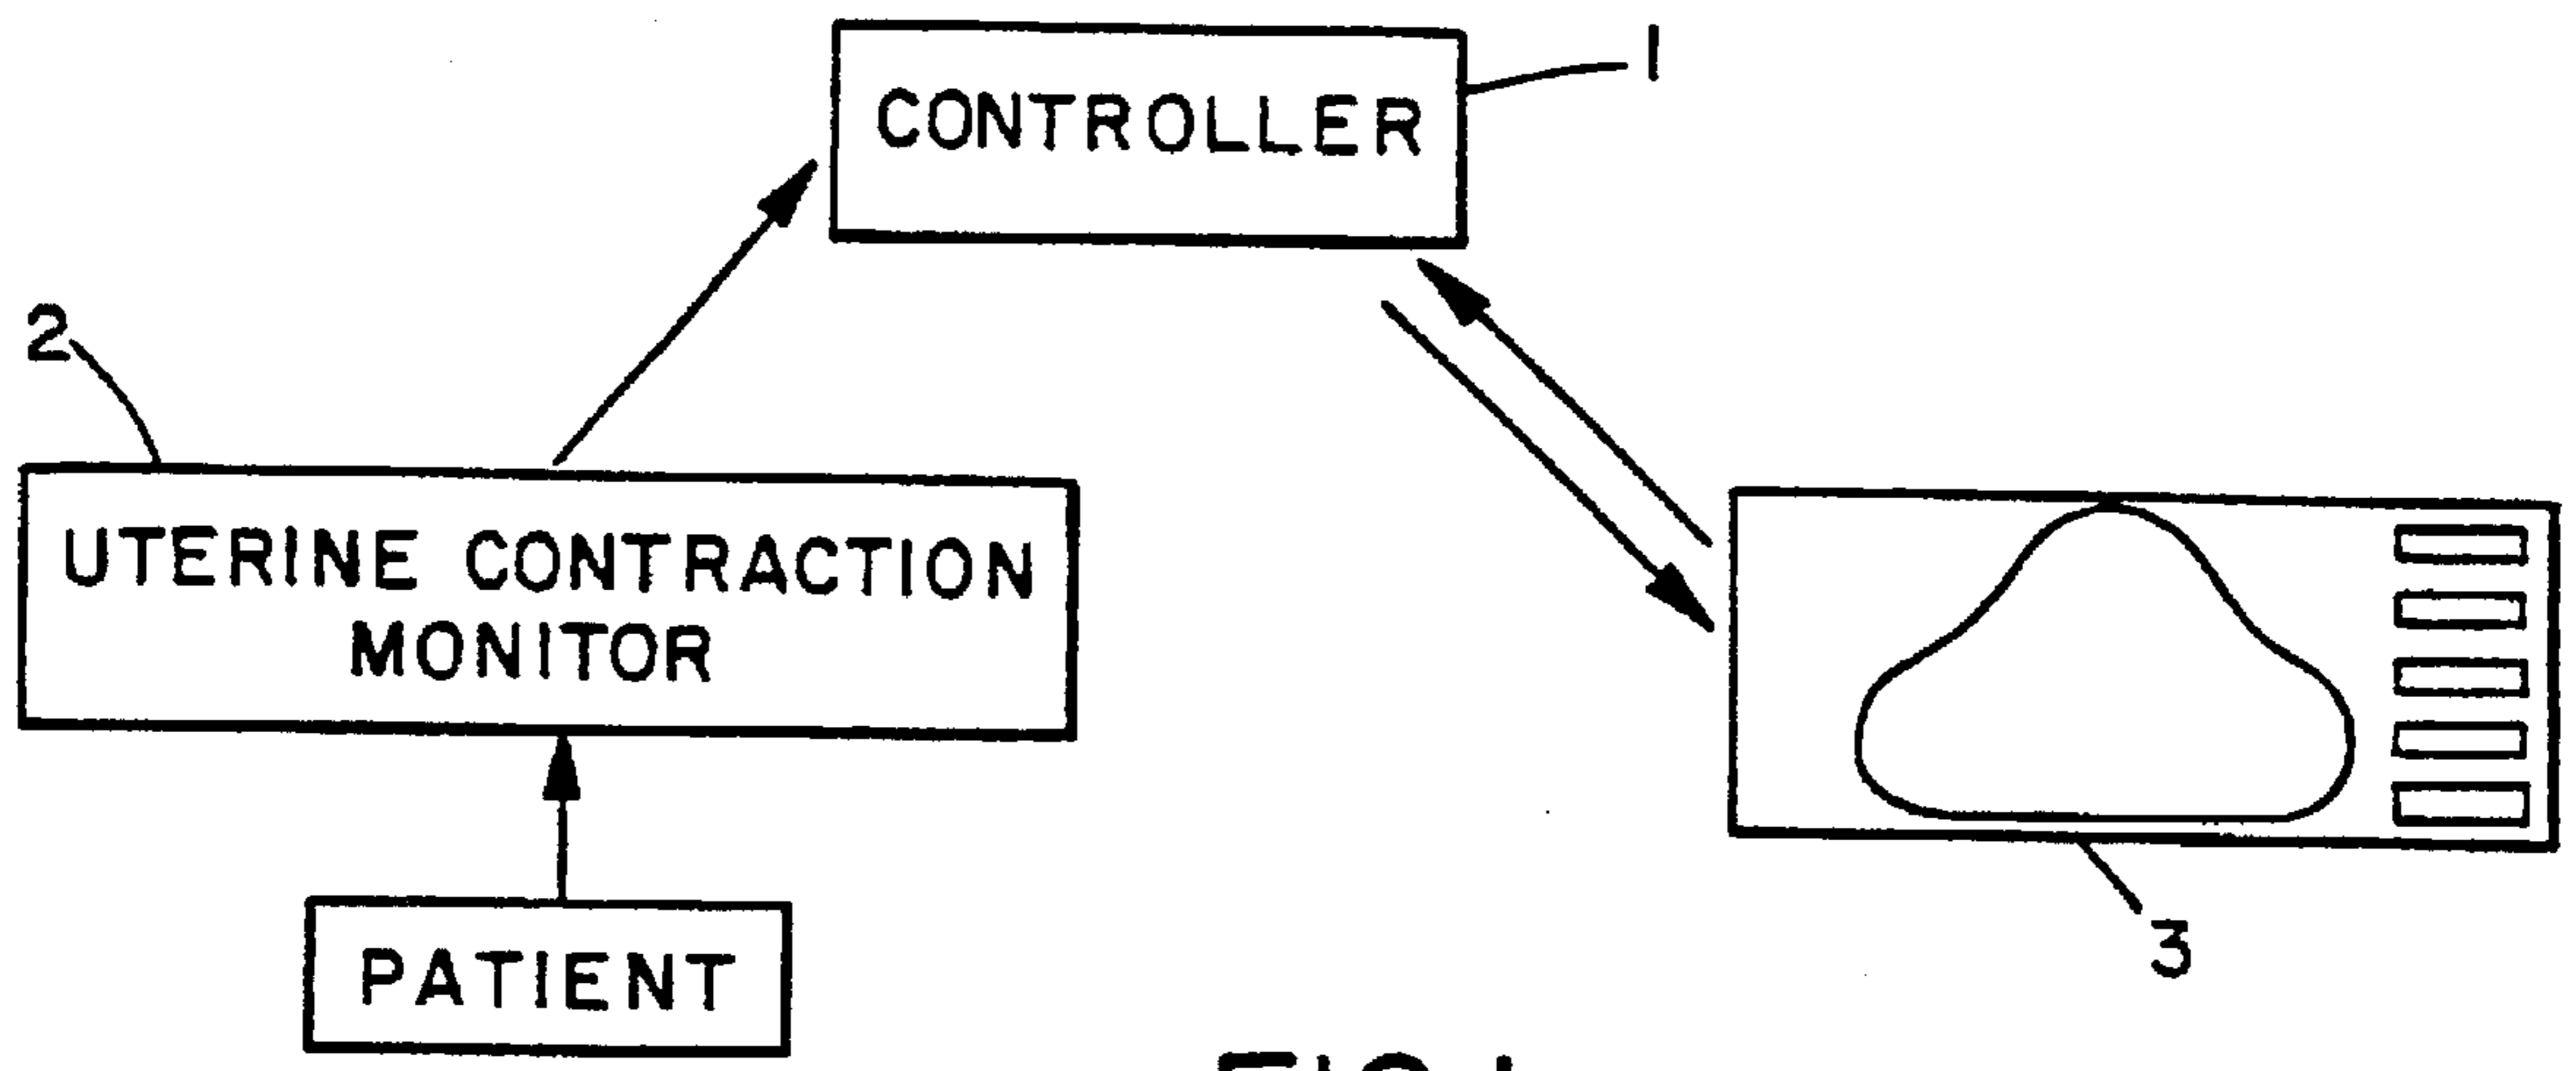 CONTROLLER
1
2
UTERINE CONTRACTION
MONITOR
PATIENT
3